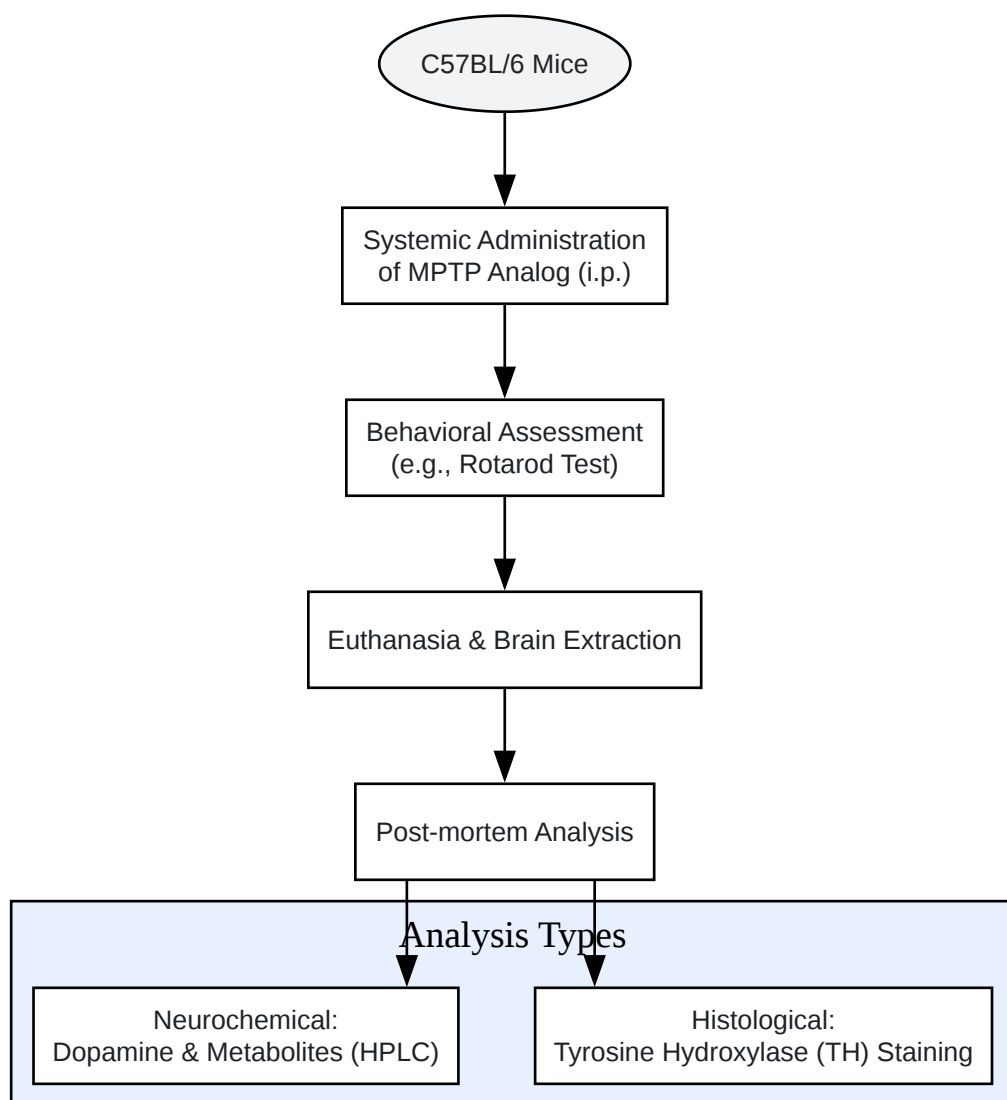 C57BL/6 Mice
Systemic Administration
of MPTP Analog (i.p.)
Behavioral Assessment
(e.g., Rotarod Test)
Euthanasia & Brain Extraction
Post-mortem Analysis
Analysis Types
Neurochemical:
Dopamine & Metabolites (HPLC)
Histological:
Tyrosine Hydroxylase (TH) Staining